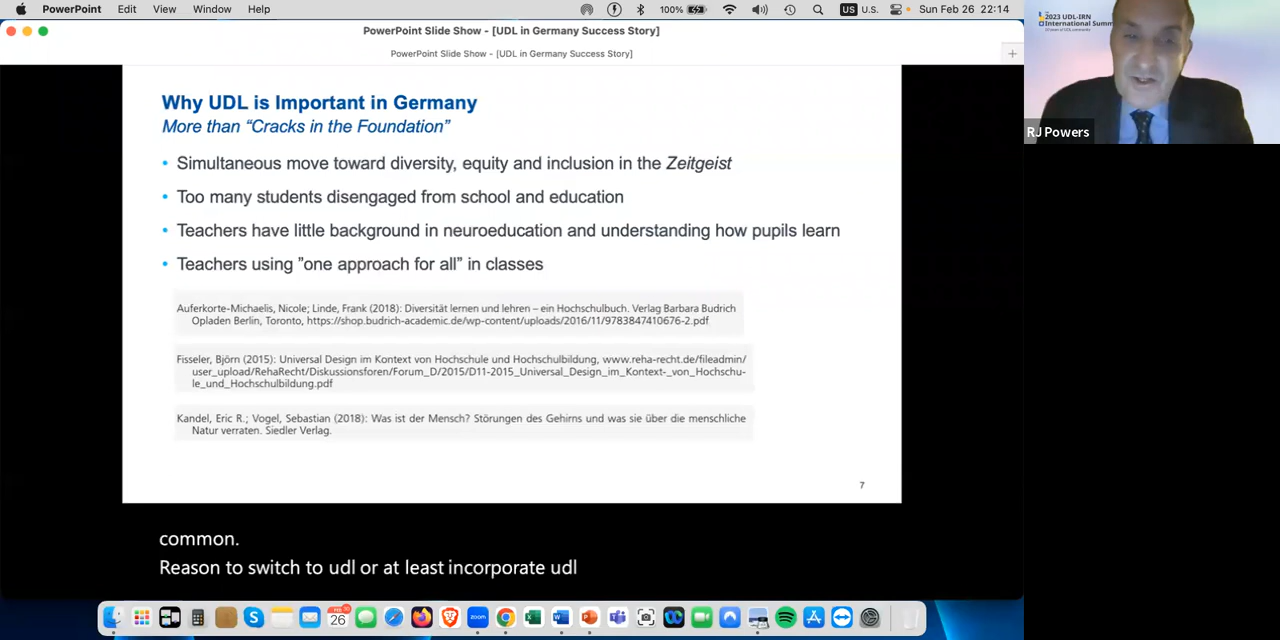 PowerPoint Edit View Window Help 100% US U.S. Sun Feb 26 22:14
PowerPoint Slide Show - [UDL in Germany Success Story]
PowerPoint Slide Show - [UDL in Germany Success Story]
2023 UDL-IRN
International Summ
RJ Powers
Why UDL is Important in Germany
More than “Cracks in the Foundation”
• Simultaneous move toward diversity, equity and inclusion in the Zeitgeist
• Too many students disengaged from school and education
• Teachers have little background in neuroeducation and understanding how pupils learn
• Teachers using ”one approach for all” in classes
Auferkorte-Michaelis, Nicole; Linde, Frank (2018): Diversität lernen und lehren – ein Hochschulbuch. Verlag Barbara Budrich
Opladen Berlin, Toronto, https://shop.budrich-academic.de/wp-content/uploads/2016/11/9783847410676-2.pdf
Fisseler, Björn (2015): Universal Design im Kontext von Hochschule und Hochschulbildung, www.reha-recht.de/fileadmin/
user_upload/RehaRecht/Diskussionsforen/Forum_D/2015/D11-2015_Universal_Design_im_Kontext-_von_Hochschu-
le_und_Hochschulbildung.pdf
Kandel, Eric R.; Vogel, Sebastian (2018): Was ist der Mensch? Störungen des Gehirns und was sie über die menschliche
Natur verraten. Siedler Verlag.
7
common.
Reason to switch to udl or at least incorporate udl
26
zoom